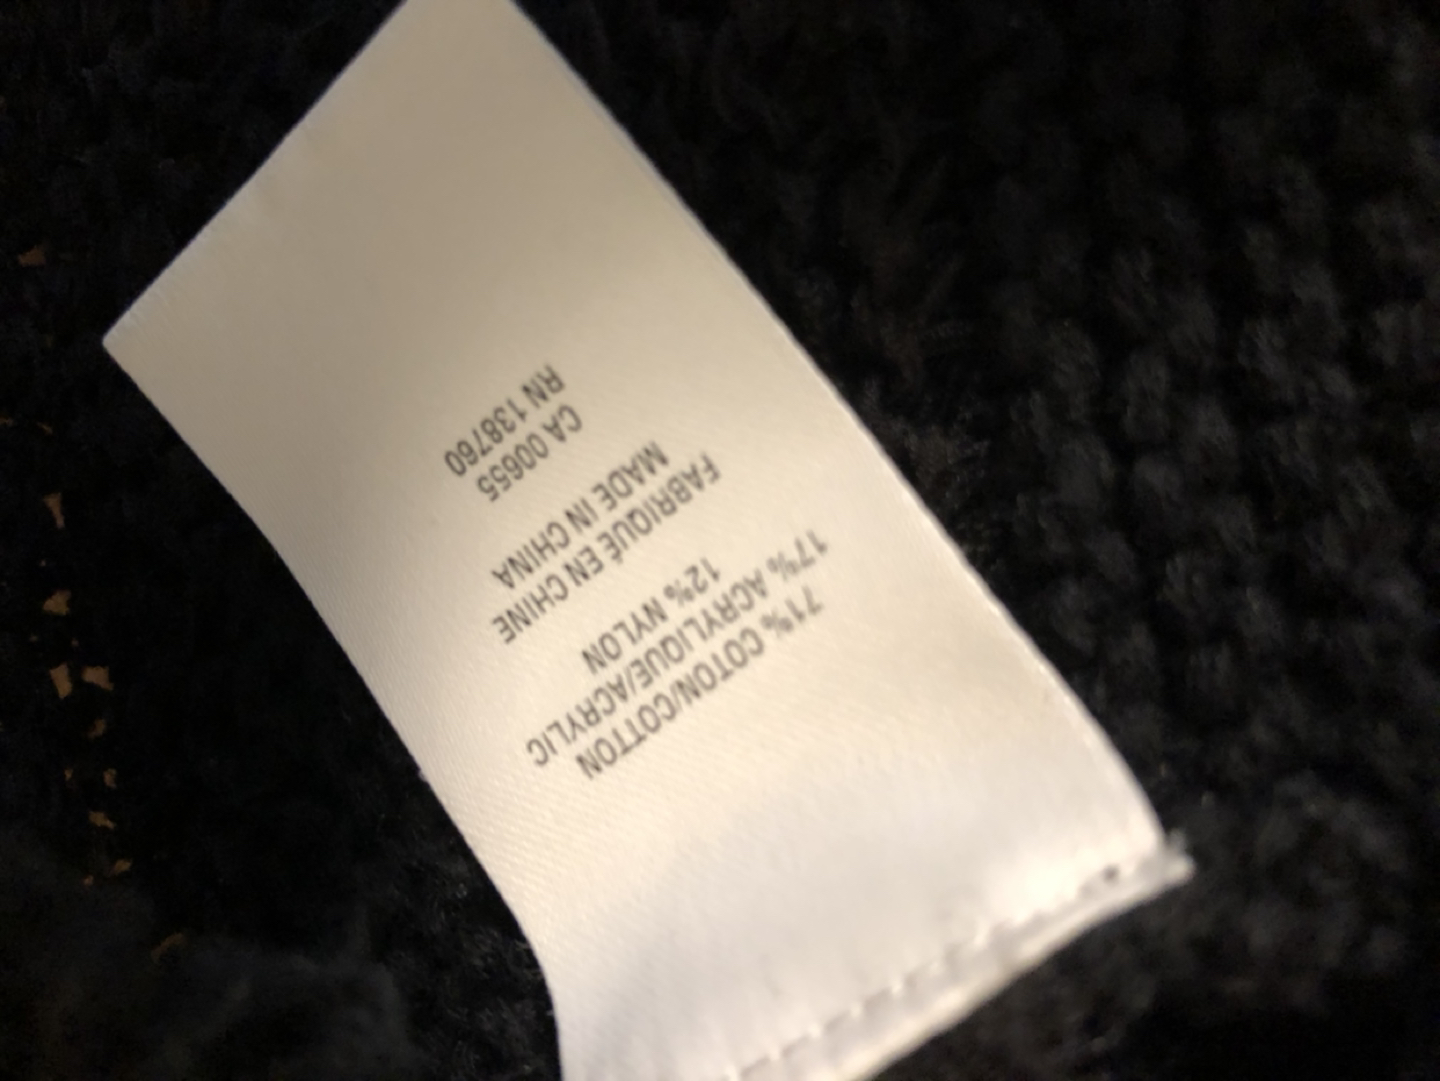 71% COTON/COTTON
17% ACRYLIQUE/ACRYLIC
12% NYLON
FABRIQUÉ EN CHINE
MADE IN CHINA
CA 00655
RN 138760